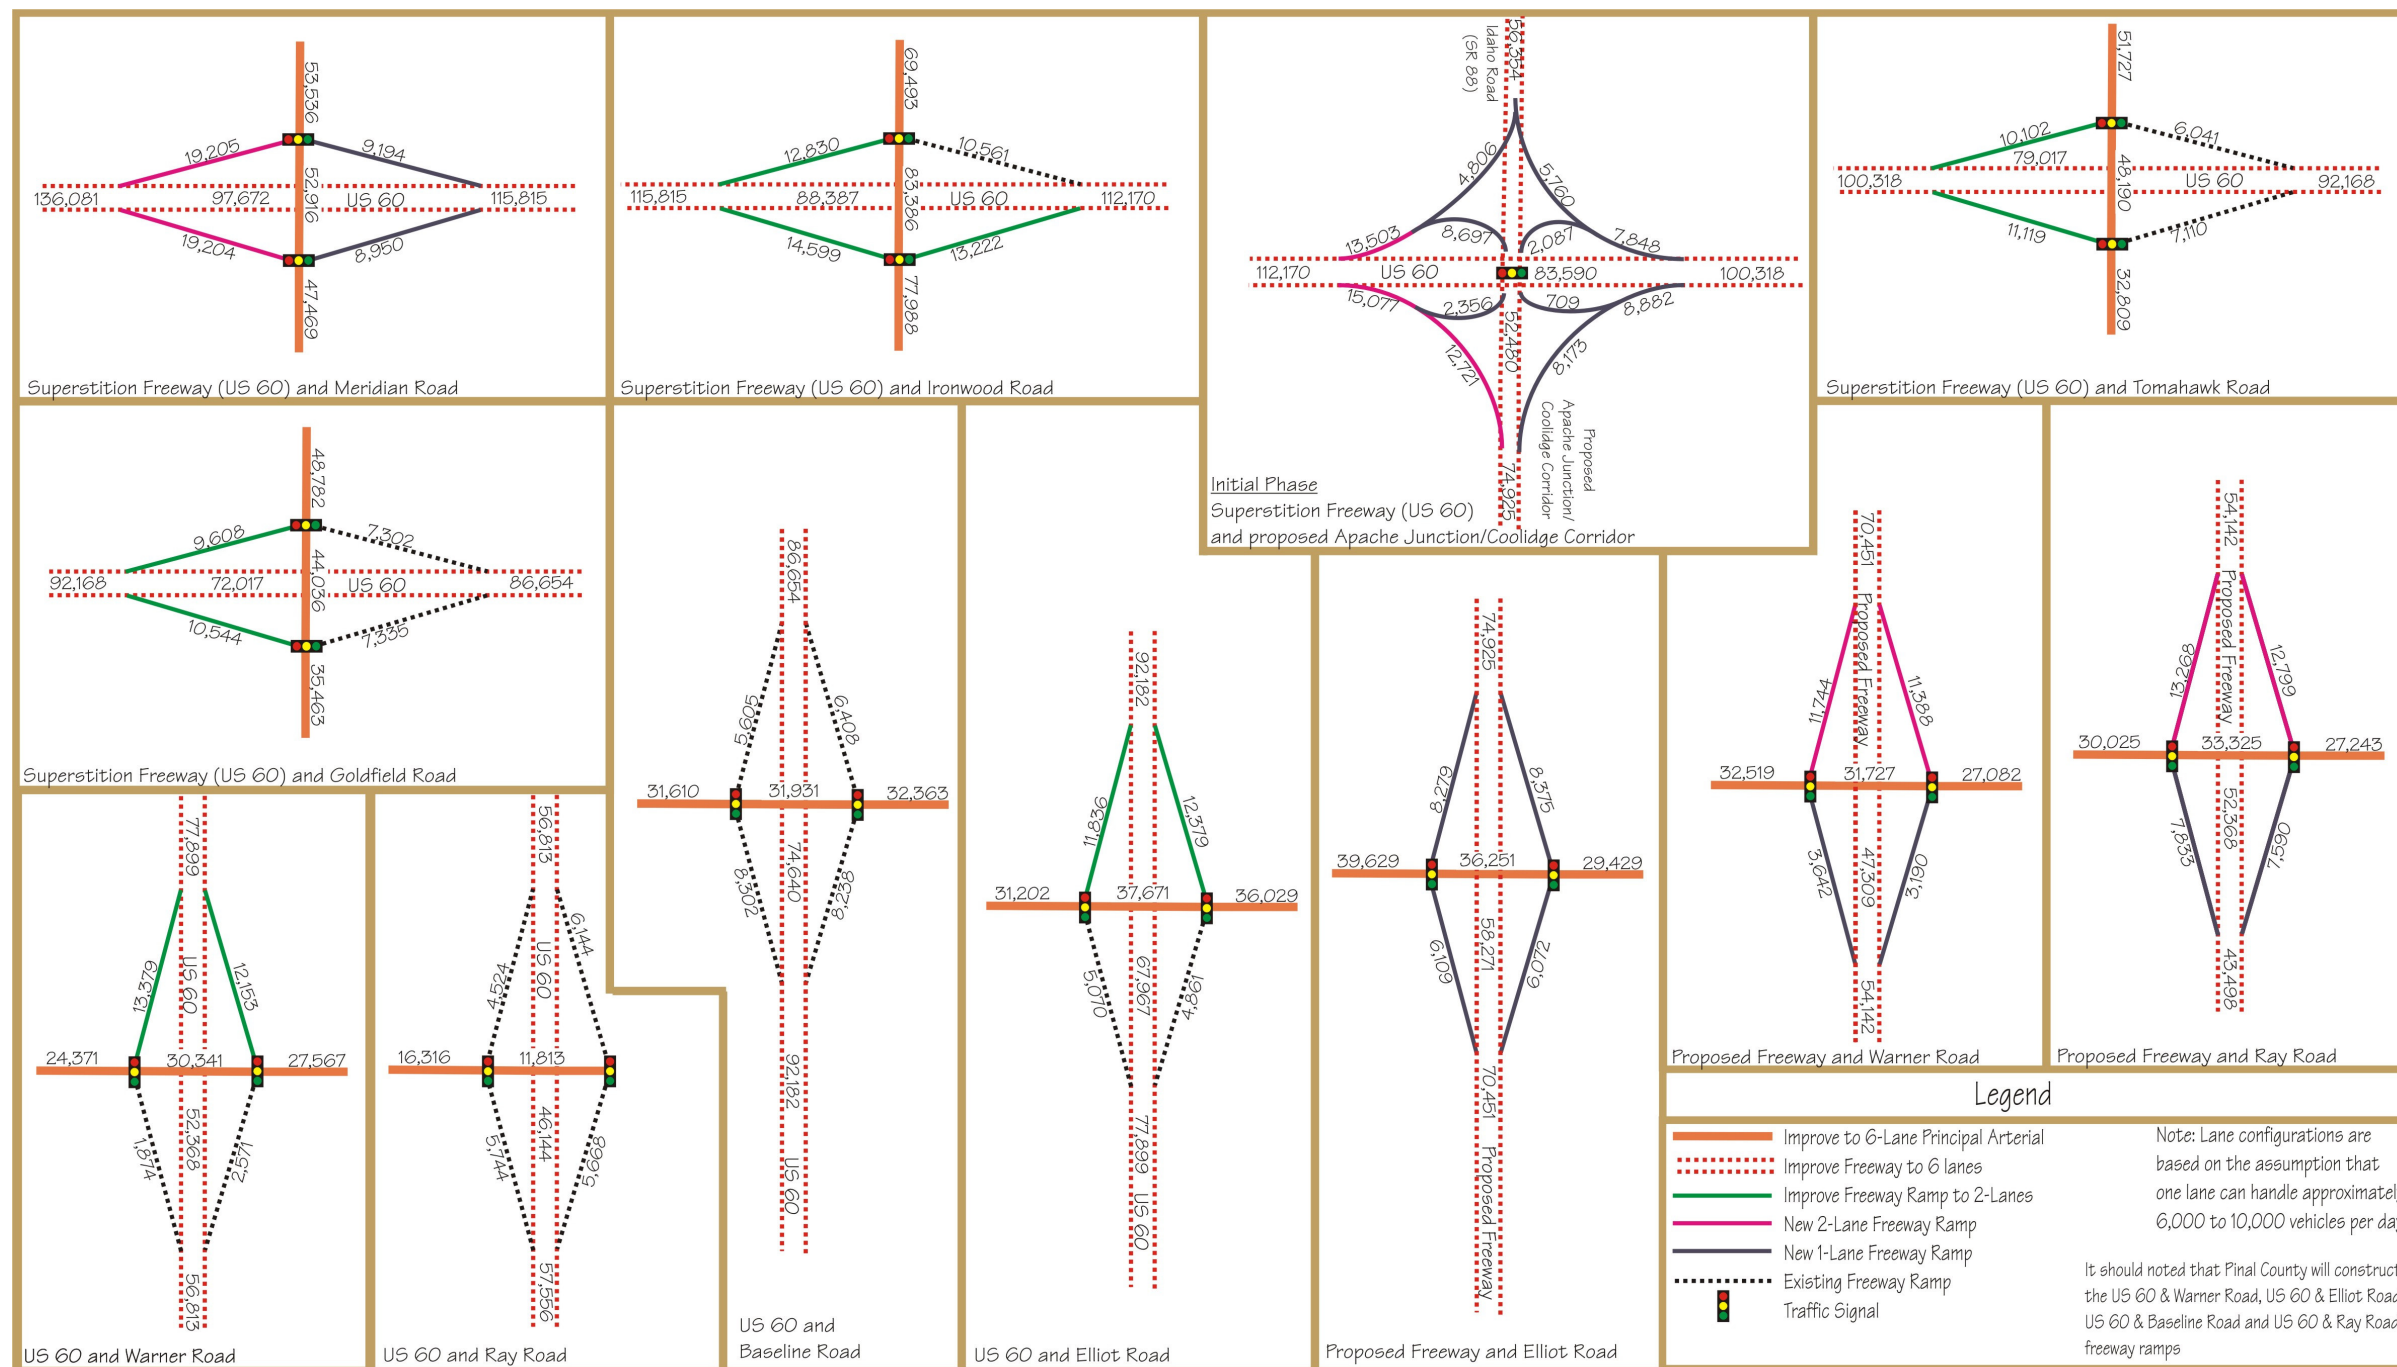 53,536
19,205
9,194
136,081
97,672
52,916
US 60
115,815
19,204
8,950
47,469
Superstition Freeway (US 60) and Meridian Road
69,493
12,830
10,561
115,815
88,387
83,386
US 60
112,170
14,599
13,222
77,988
Superstition Freeway (US 60) and Ironwood Road
56,354
Idaho Road
(SR 88)
4,806
5,760
13,503
8,697
2,087
7,848
112,170
US 60
83,590
100,318
15,077
2,356
709
8,882
52,480
12,721
8,173
Proposed
Apache Junction/
Coolidge Corridor
74,925
Initial Phase
Superstition Freeway (US 60)
and proposed Apache Junction/Coolidge Corridor
51,727
10,102
6,041
79,017
100,318
48,190
US 60
92,168
11,119
7,110
32,809
Superstition Freeway (US 60) and Tomahawk Road
48,782
9,608
7,302
92,168
72,017
44,036
US 60
86,654
10,544
7,335
35,463
Superstition Freeway (US 60) and Goldfield Road
77,899
US 60
13,379
12,153
24,371
30,341
27,567
52,368
1,874
2,571
56,813
US 60 and Warner Road
56,813
6,144
US 60
4,524
16,316
11,813
46,144
5,744
5,668
57,556
US 60 and Ray Road
86,654
5,605
6,408
31,610
31,931
32,363
74,640
8,302
8,238
92,182
US 60
US 60 and
Baseline Road
92,182
11,836
12,379
31,202
37,671
36,029
67,967
5,070
4,861
77,899
US 60
US 60 and Elliot Road
74,925
8,279
8,375
39,629
36,251
29,429
58,271
6,109
6,072
70,451
Proposed Freeway
Proposed Freeway and Elliot Road
70,451
Proposed Freeway
11,744
11,388
32,519
31,727
27,082
47,309
3,642
3,190
54,142
Proposed Freeway and Warner Road
54,142
Proposed Freeway
13,268
12,799
30,025
33,325
27,243
52,368
7,833
7,590
43,498
Proposed Freeway and Ray Road
Legend
Improve to 6-Lane Principal Arterial
Improve Freeway to 6 lanes
Improve Freeway Ramp to 2-Lanes
New 2-Lane Freeway Ramp
New 1-Lane Freeway Ramp
Existing Freeway Ramp
Traffic Signal
Note: Lane configurations are
based on the assumption that
one lane can handle approximately
6,000 to 10,000 vehicles per day
It should noted that Pinal County will construct
the US 60 & Warner Road, US 60 & Elliot Road
US 60 & Baseline Road and US 60 & Ray Road
freeway ramps